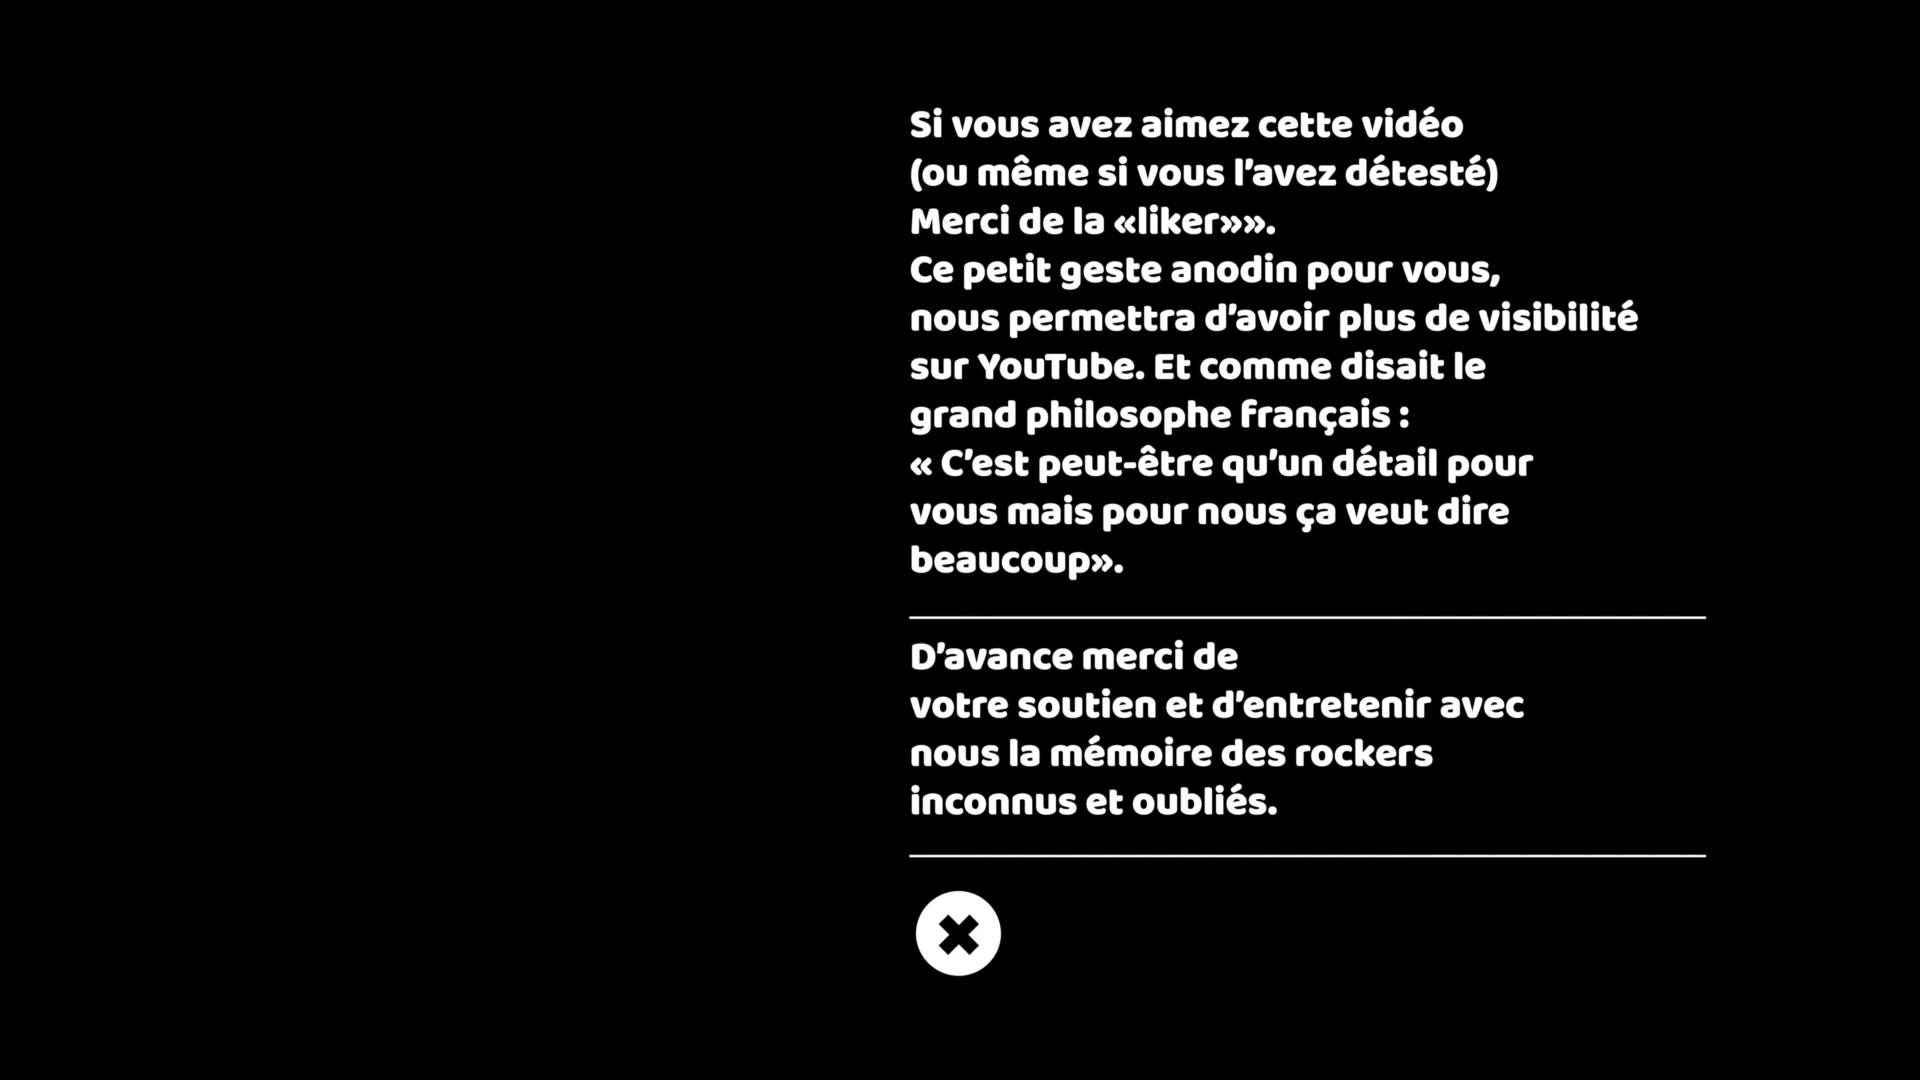 Si vous avez aimez cette vidéo
(ou même si vous l’avez détesté)
Merci de la «liker»».
Ce petit geste anodin pour vous,
nous permettra d’avoir plus de visibilité
sur YouTube. Et comme disait le
grand philosophe français :
« C’est peut-être qu’un détail pour
vous mais pour nous ça veut dire
beaucoup».
D’avance merci de
votre soutien et d’entretenir avec
nous la mémoire des rockers
inconnus et oubliés.